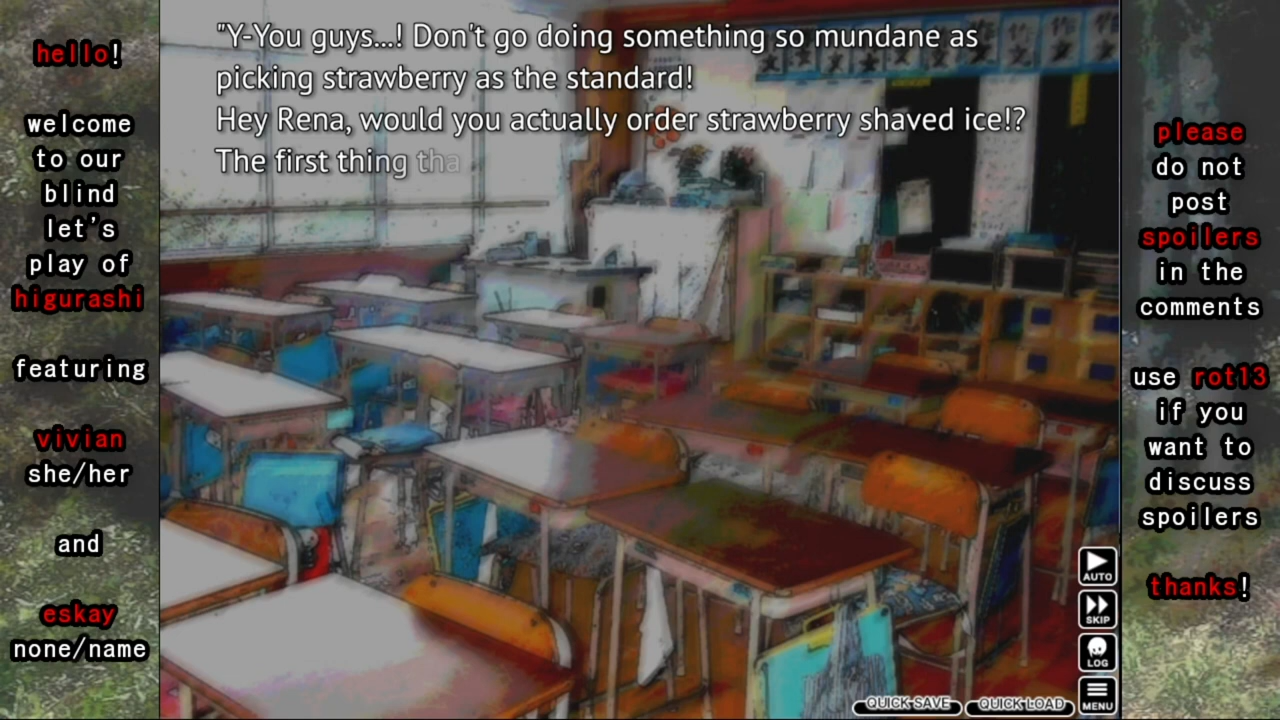 hello!
welcome
to our
blind
let's
play of
higurashi
featuring
vivian
she/her
and
eskay
none/name
"Y-You guys...! Don't go doing something so mundane as
picking strawberry as the standard!
Hey Rena, would you actually order strawberry shaved ice!?
The first thing tha
please
do not
post
spoilers
in the
comments
use rot13
if you
want to
discuss
spoilers
thanks!
AUTO
SKIP
LOG
MENU
QUICK SAVE
QUICK LOAD